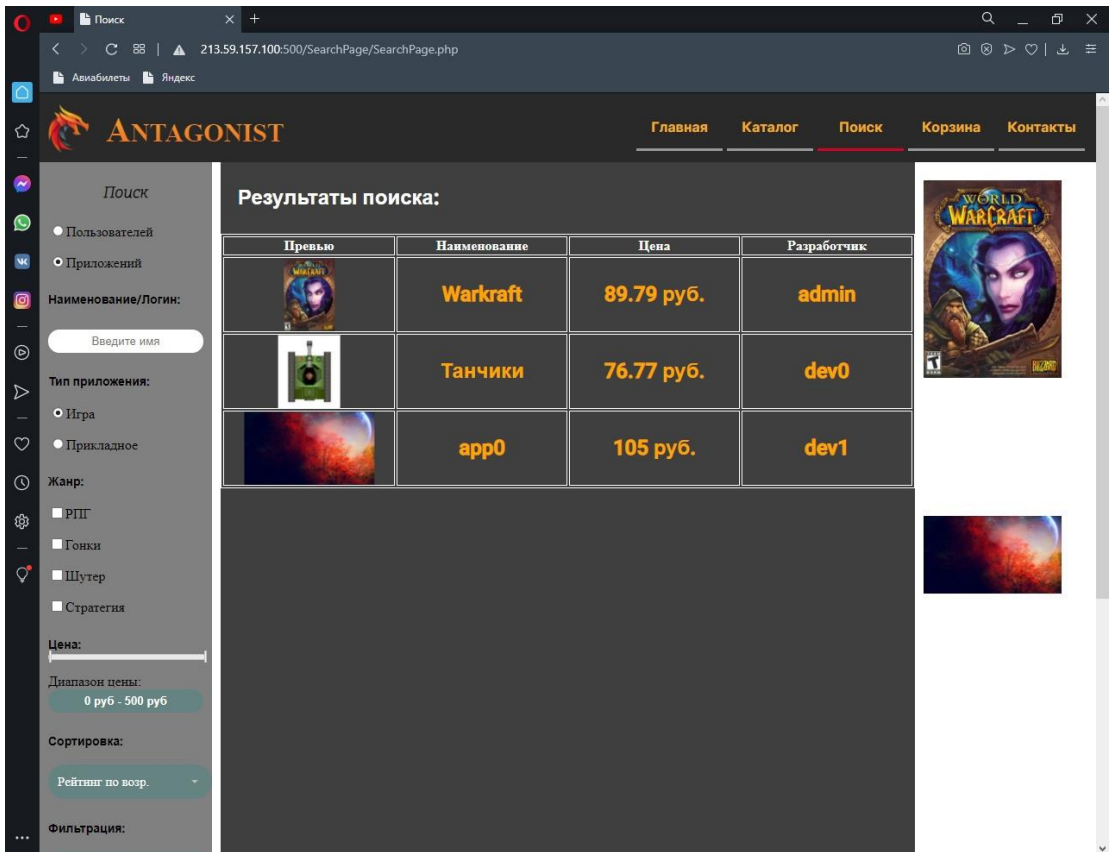 Поиск
213.59.157.100:500/SearchPage/SearchPage.php
Авиабилеты Яндекс
ANTAGONIST
Главная Каталог Поиск Корзина Контакты
Поиск
Пользователей
Приложений
Наименование/Логин:
Введите имя
Тип приложения:
Игра
Прикладное
Жанр:
РПГ
Гонки
Шутер
Стратегия
Цена:
Диапазон цены:
0 руб - 500 руб
Сортировка:
Рейтинг по возр.
Фильтрация:
Результаты поиска:
Превью Наименование Цена Разработчик
WARCRAFT
Warkraft 89.79 руб. admin
Танчики 76.77 руб. dev0
app0 105 руб. dev1
WORLD
WARCRAFT
T
BLIZZARD